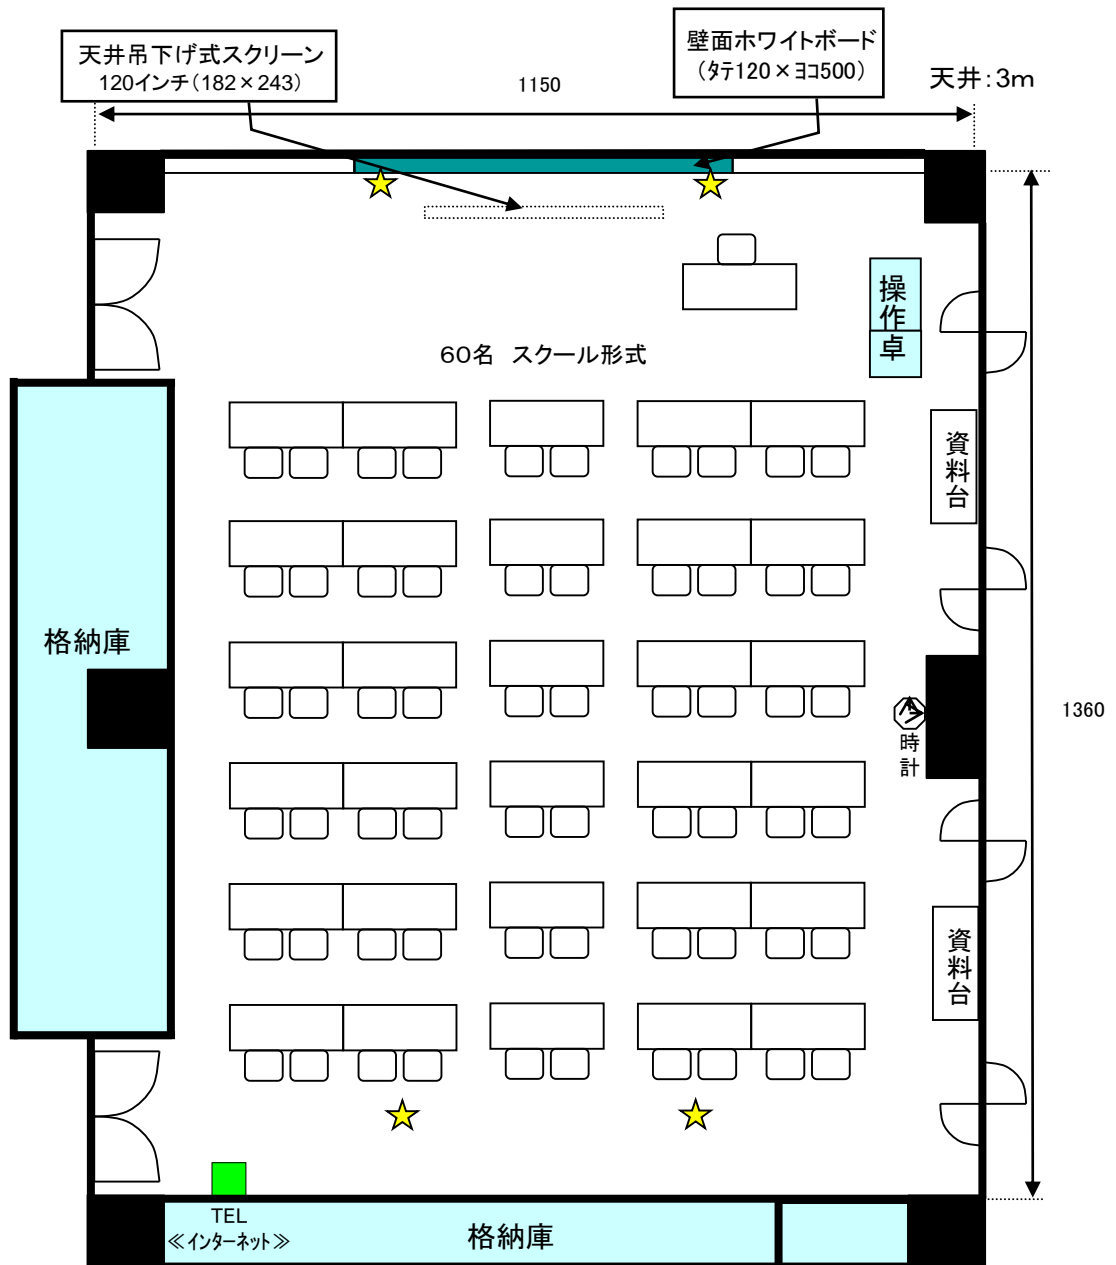 天井吊下げ式スクリーン
120インチ（182×243）
壁面ホワイトボード
（ﾀﾃ120×ﾖｺ500）
1150
天井：3m
操作卓
60名 スクール形式
資料台
格納庫
時計
1360
資料台
TEL
≪インターネット≫
格納庫